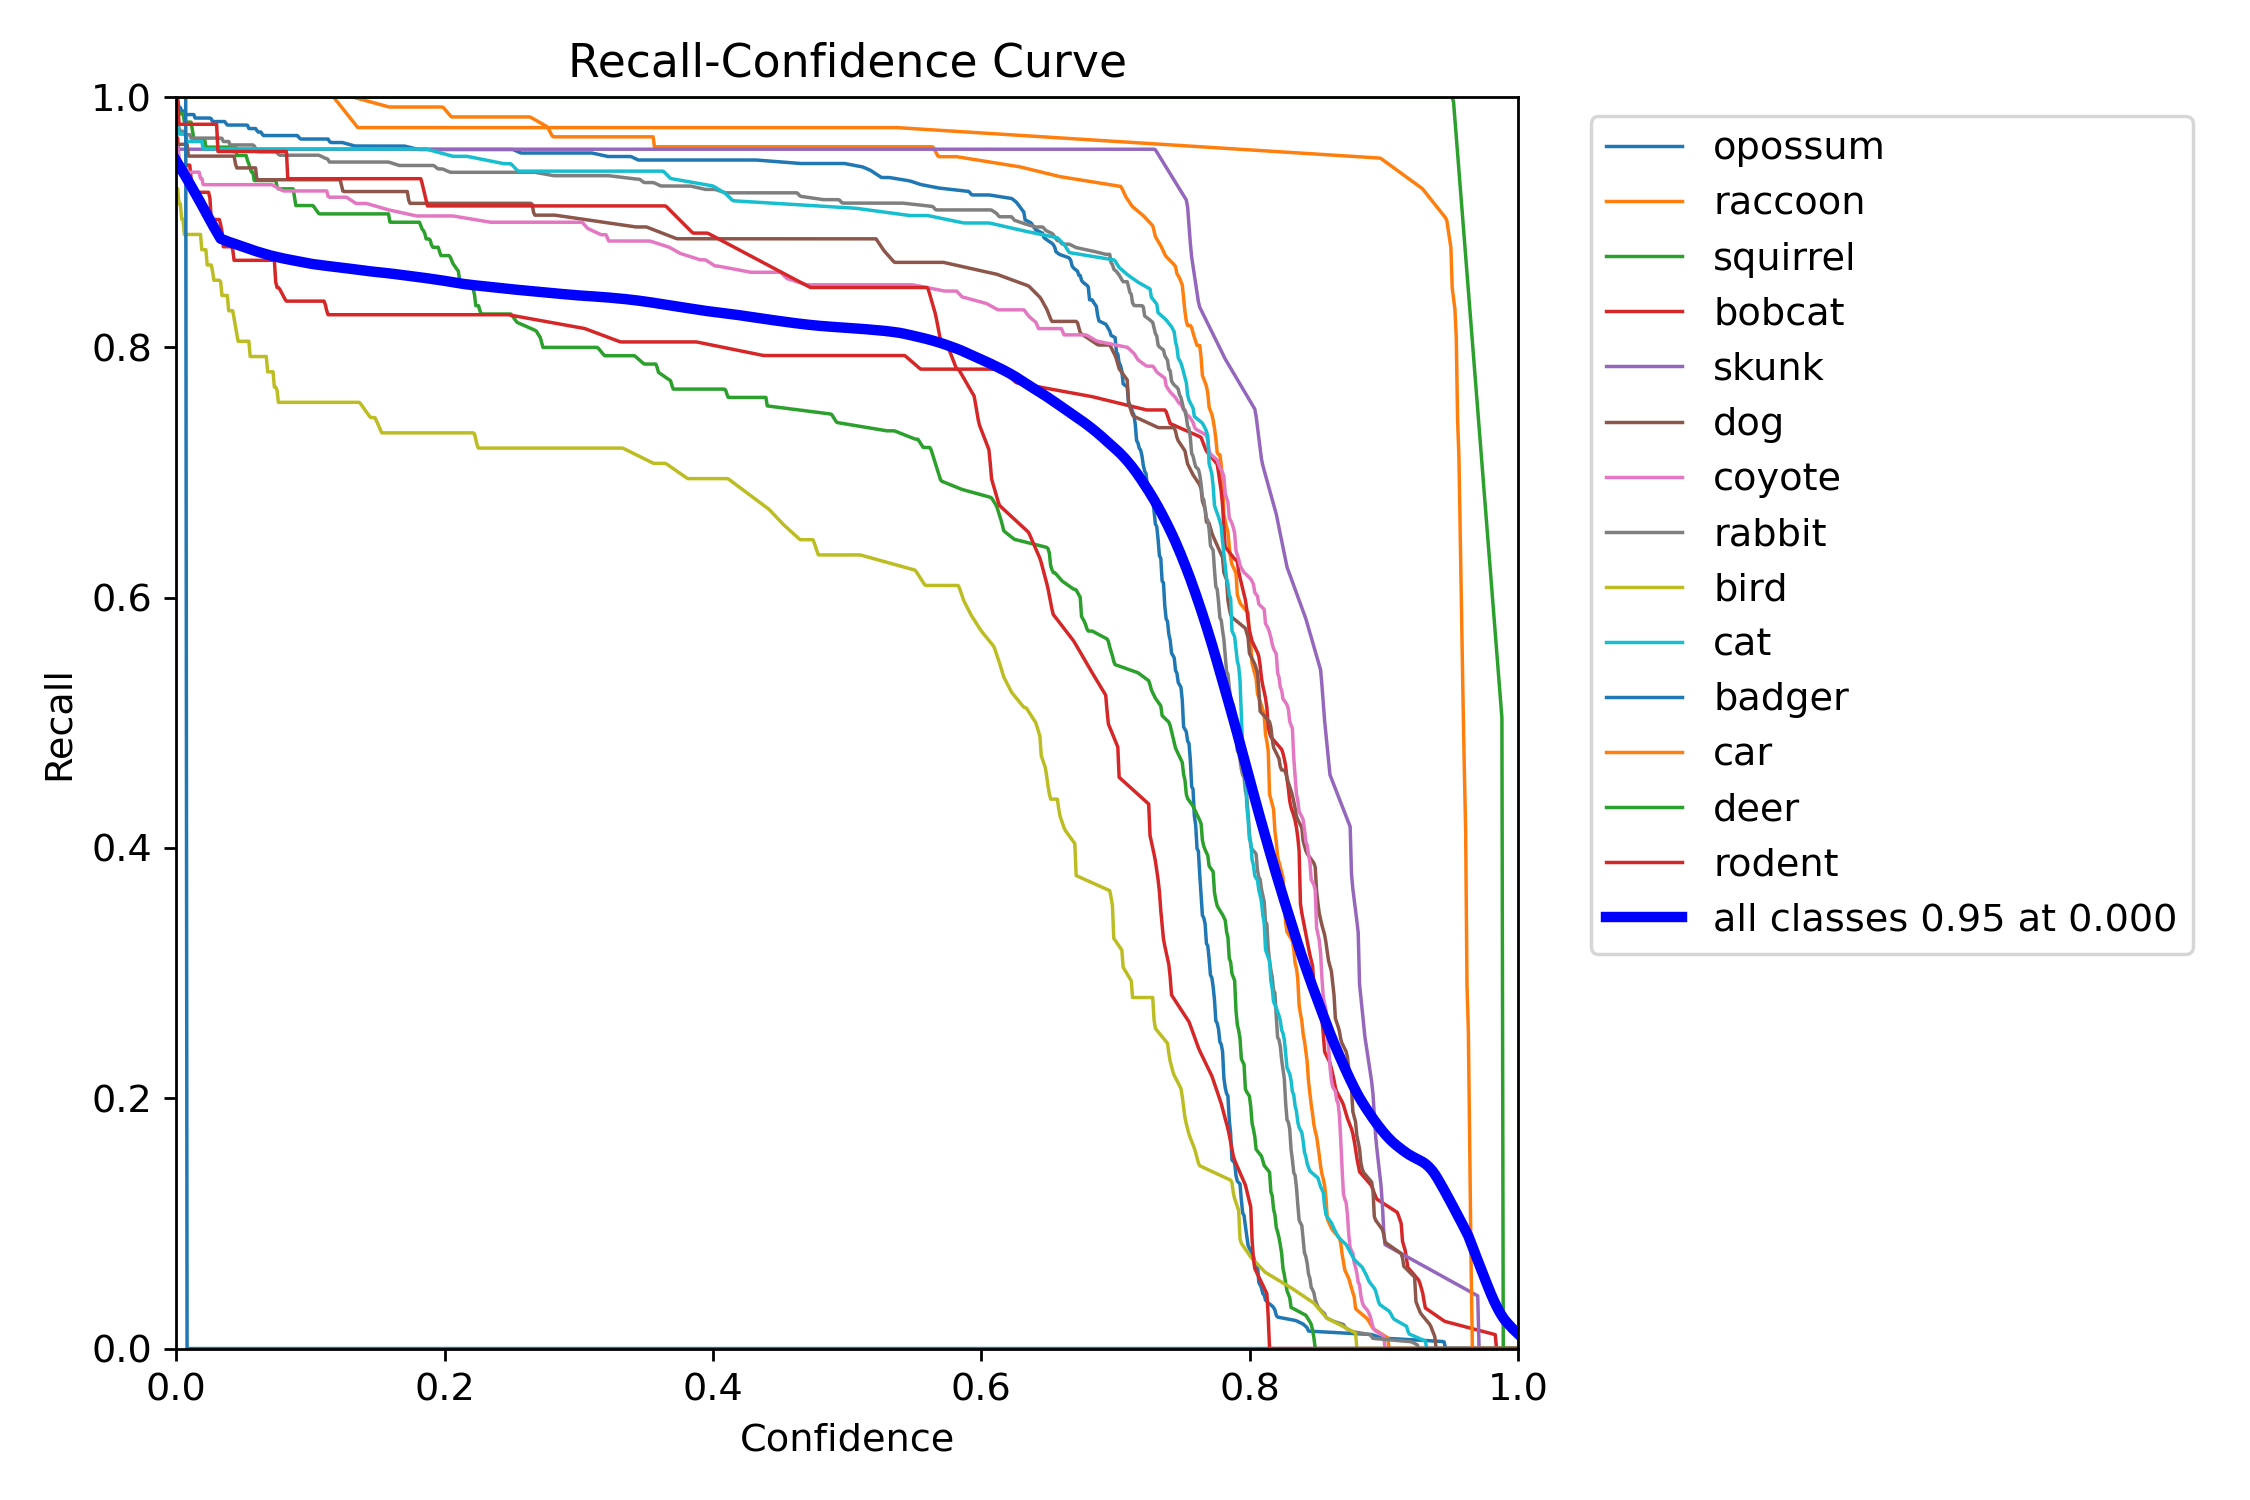 Recall-Confidence Curve
1.0
0.8
0.6
0.4
0.2
0.0
Recall
0.0 0.2 0.4 0.6 0.8 1.0
Confidence
opossum
raccoon
squirrel
bobcat
skunk
dog
coyote
rabbit
bird
cat
badger
car
deer
rodent
all classes 0.95 at 0.000